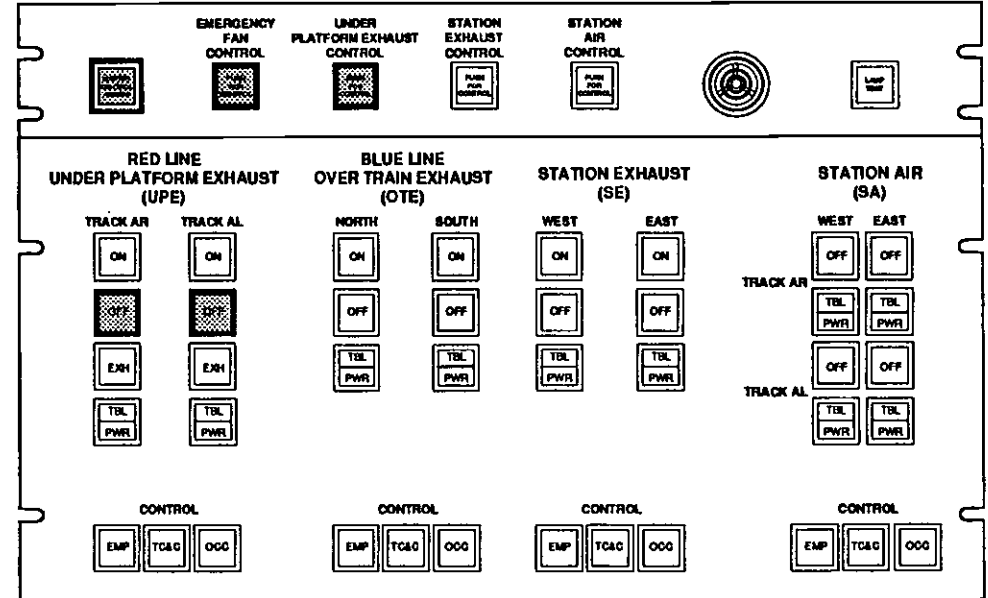 EMERGENCY
FAN
CONTROL
UNDER
PLATFORM EXHAUST
CONTROL
STATION
EXHAUST
CONTROL
STATION
AIR
CONTROL
PUSH
FOR
CONTROL
PUSH
FOR
CONTROL
LAMP
TEST
RED LINE
UNDER PLATFORM EXHAUST
(UPE)
BLUE LINE
OVER TRAIN EXHAUST
(OTE)
STATION EXHAUST
(SE)
STATION AIR
(SA)
TRACK AR TRACK AL
NORTH SOUTH
WEST EAST
WEST EAST
ON ON ON ON ON ON OFF OFF
TRACK AR
OFF OFF OFF OFF OFF OFF TBL TBL
PWR PWR
EXH EXH TBL TBL TBL TBL OFF OFF
PWR PWR PWR PWR
TRACK AL
TBL TBL TBL TBL
PWR PWR PWR PWR
CONTROL CONTROL CONTROL CONTROL
EMP TC&C OCC EMP TC&C OCC EMP TC&C OCC EMP TC&C OCC